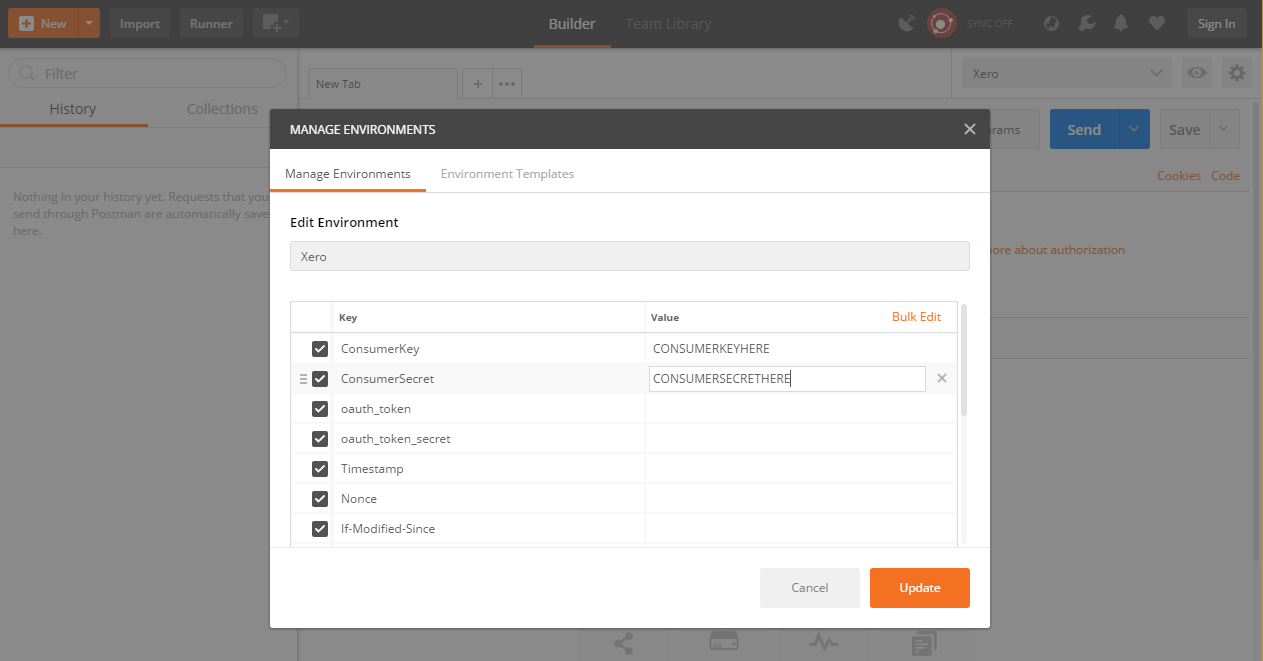 New
Import
Runner
Builder
Team Library
SYNC OFF
Sign In
Filter
History
Collections
Nothing in your history yet. Requests that you
send through Postman are automatically save
here.
New Tab
+
Xero
arams
Send
Save
Cookies
Code
ore about authorization
MANAGE ENVIRONMENTS
Manage Environments
Environment Templates
Edit Environment
Xero
Key
Value
Bulk Edit
ConsumerKey
CONSUMERKEYHERE
ConsumerSecret
CONSUMERSECRETHERE
oauth_token
oauth_token_secret
Timestamp
Nonce
If-Modified-Since
Cancel
Update